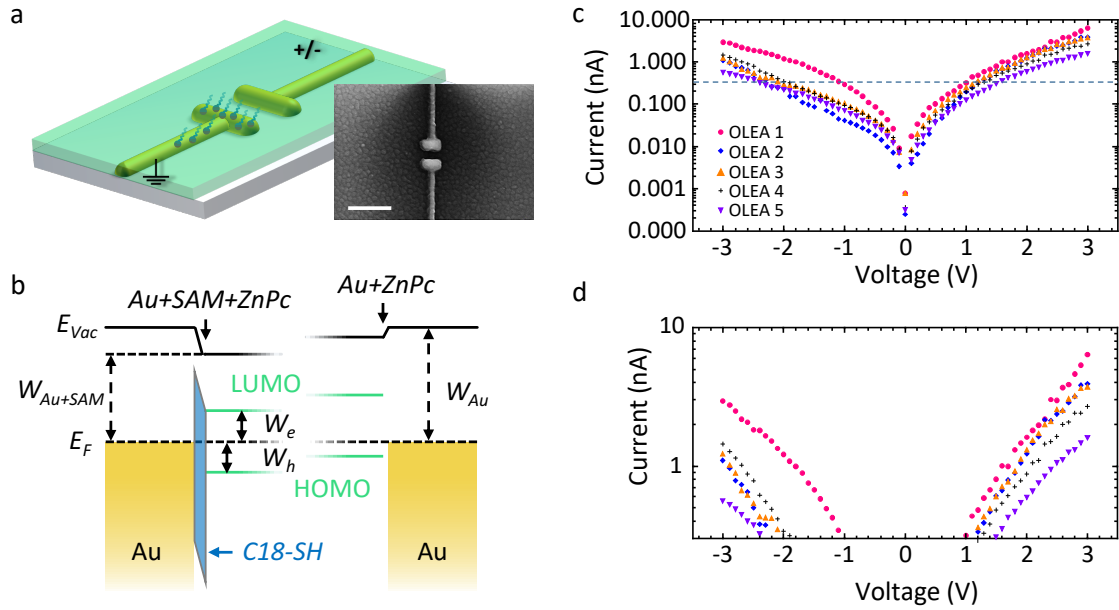 a
+/-
b
Au+SAM+ZnPc
Au+ZnPc
E_Vac
W_Au+SAM
LUMO
W_Au
W_e
E_F
W_h
HOMO
Au
C18-SH
Au
c
Current (nA)
10.000
1.000
0.100
0.010
0.001
0.000
OLEA 1
OLEA 2
OLEA 3
OLEA 4
OLEA 5
-3 -2 -1 0 1 2 3
Voltage (V)
d
Current (nA)
10
1
-3 -2 -1 0 1 2 3
Voltage (V)